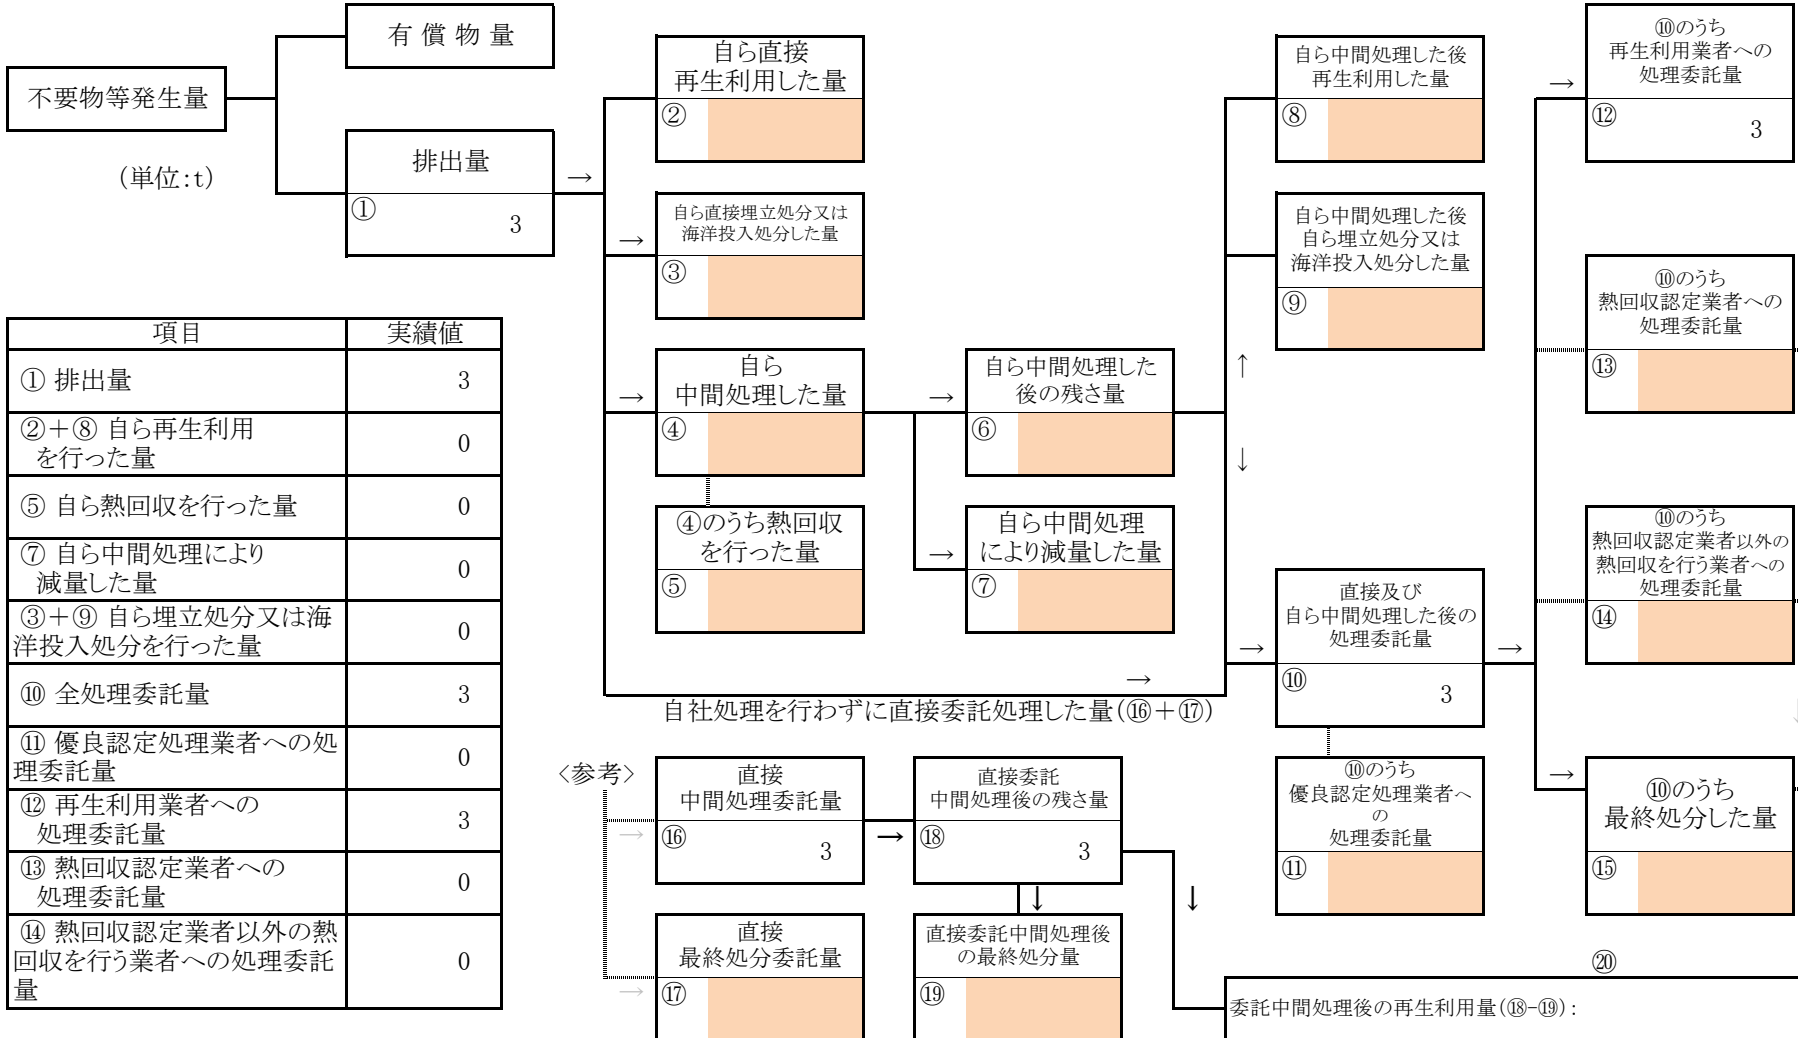 有 償 物 量
不要物等発生量
(単位:t)
排出量
①
3
→
自ら直接
再生利用した量
②
→
自ら直接埋立処分又は
海洋投入処分した量
③
→
自ら
中間処理した量
④
④のうち熱回収
を行った量
⑤
→
自ら中間処理した
後の残さ量
⑥
→
自ら中間処理
により減量した量
⑦
自ら中間処理した後
再生利用した量
⑧
自ら中間処理した後
自ら埋立処分又は
海洋投入処分した量
⑨
↑
↓
→
自社処理を行わずに直接委託処理した量(⑯+⑰)
→
直接及び
自ら中間処理した後の
処理委託量
⑩
3
→
⑩のうち
優良認定処理業者へ
の
処理委託量
⑪
→
⑩のうち
再生利用業者への
処理委託量
⑫
3
⑩のうち
熱回収認定業者への
処理委託量
⑬
⑩のうち
熱回収認定業者以外の
熱回収を行う業者への
処理委託量
⑭
↓
→
⑩のうち
最終処分した量
⑮
項目 実績値
① 排出量 3
②+⑧ 自ら再生利用
を行った量
0
⑤ 自ら熱回収を行った量 0
⑦ 自ら中間処理により
減量した量
0
③+⑨ 自ら埋立処分又は海
洋投入処分を行った量
0
⑩ 全処理委託量 3
⑪ 優良認定処理業者への処
理委託量
0
⑫ 再生利用業者への
処理委託量
3
⑬ 熱回収認定業者への
処理委託量
0
⑭ 熱回収認定業者以外の熱
回収を行う業者への処理委託
量
0
<参考>
→
直接
中間処理委託量
⑯
3
→
直接委託
中間処理後の残さ量
⑱
3
↓
↓
→
直接
最終処分委託量
⑰
直接委託中間処理後
の最終処分量
⑲
⑳
委託中間処理後の再生利用量(⑱-⑲):